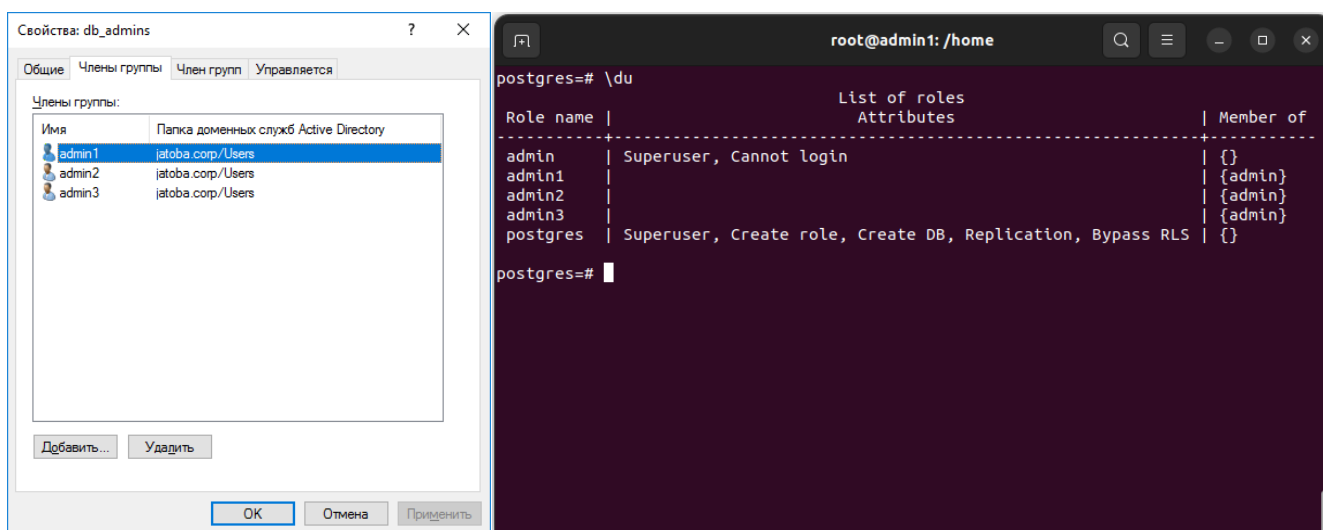 Свойства: db_admins
?
Общие Члены группы Член групп Управляется
Члены группы:
Имя Папка доменных служб Active Directory
admin1 jatoba.corp/Users
admin2 jatoba.corp/Users
admin3 jatoba.corp/Users
Добавить... Удалить
OK Отмена Применить
root@admin1: /home
postgres=# \du
List of roles
Role name | Attributes | Member of
-----------+------------------------------------------------------------+-----------
admin | Superuser, Cannot login | {}
admin1 | | {admin}
admin2 | | {admin}
admin3 | | {admin}
postgres | Superuser, Create role, Create DB, Replication, Bypass RLS | {}
postgres=#